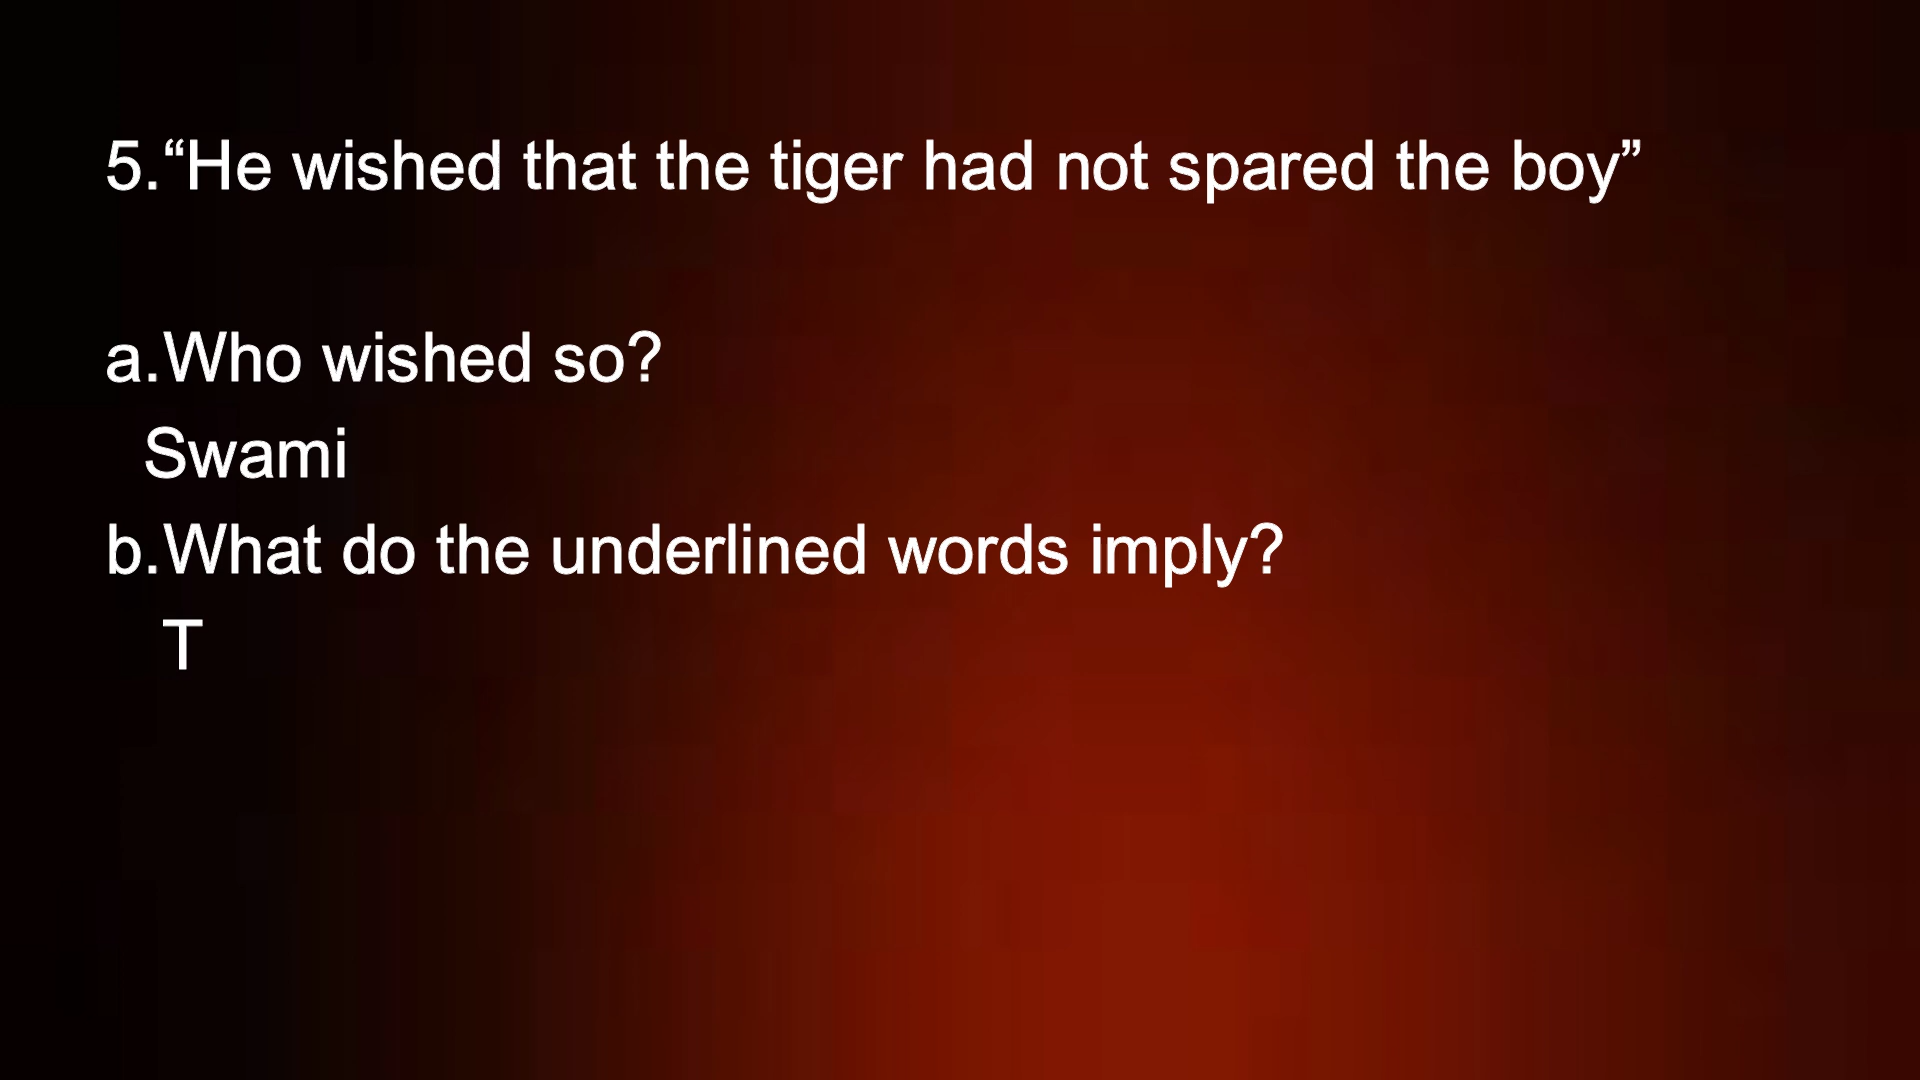 5.“He wished that the tiger had not spared the boy”
a.Who wished so?
Swami
b.What do the underlined words imply?
T